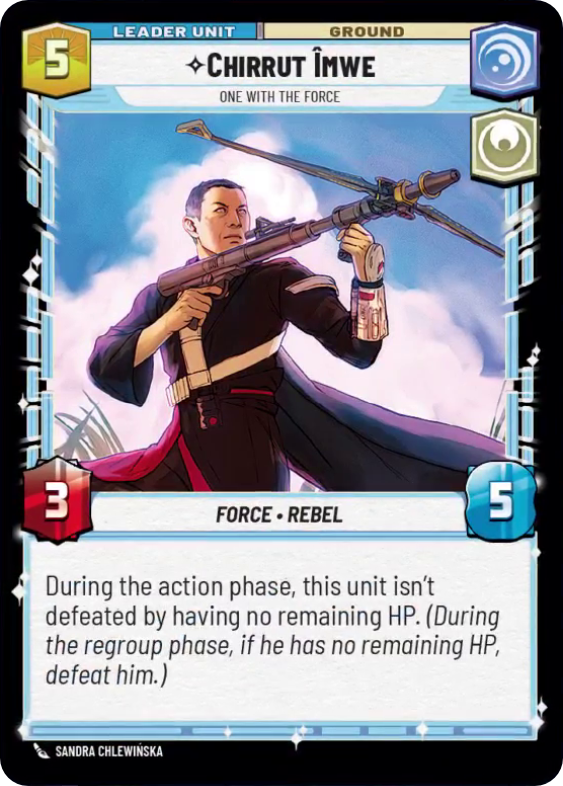 5
LEADER UNIT
GROUND
CHIRRUT ÎMWE
ONE WITH THE FORCE
3
FORCE • REBEL
5
During the action phase, this unit isn't
defeated by having no remaining HP. (During
the regroup phase, if he has no remaining HP,
defeat him.)
SANDRA CHLEWIŃSKA